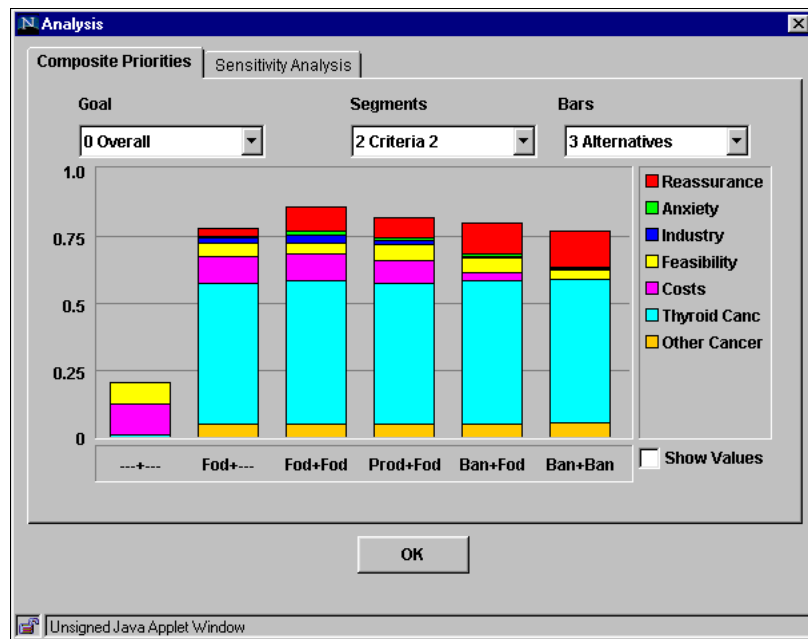 N Analysis
Composite Priorities Sensitivity Analysis
Goal Segments Bars
0 Overall 2 Criteria 2 3 Alternatives
1.0
0.75
0.5
0.25
0
Reassurance
Anxiety
Industry
Feasibility
Costs
Thyroid Canc
Other Cancer
---+--- Fod+--- Fod+Fod Prod+Fod Ban+Fod Ban+Ban
Show Values
OK
Unsigned Java Applet Window